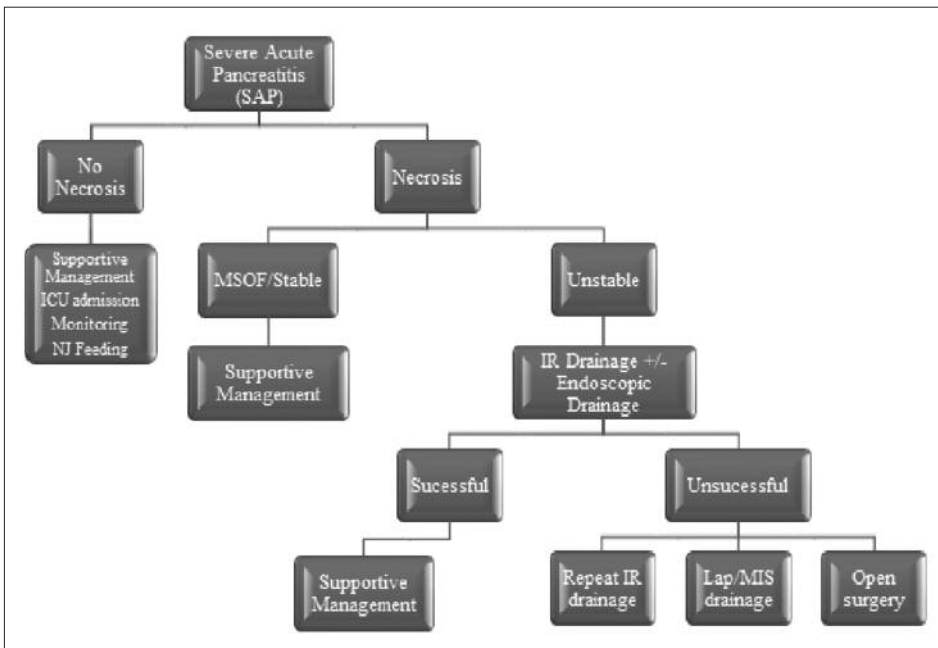 Severe Acute
Pancreatitis
(SAP)
No
Necrosis
Necrosis
Supportive
Management
ICU admission
Monitoring
NJ Feeding
MSOF/Stable
Unstable
Supportive
Management
IR Drainage +/-
Endoscopic
Drainage
Sucessful
Unsucessful
Supportive
Management
Repeat IR
drainage
Lap/MIS
drainage
Open
surgery